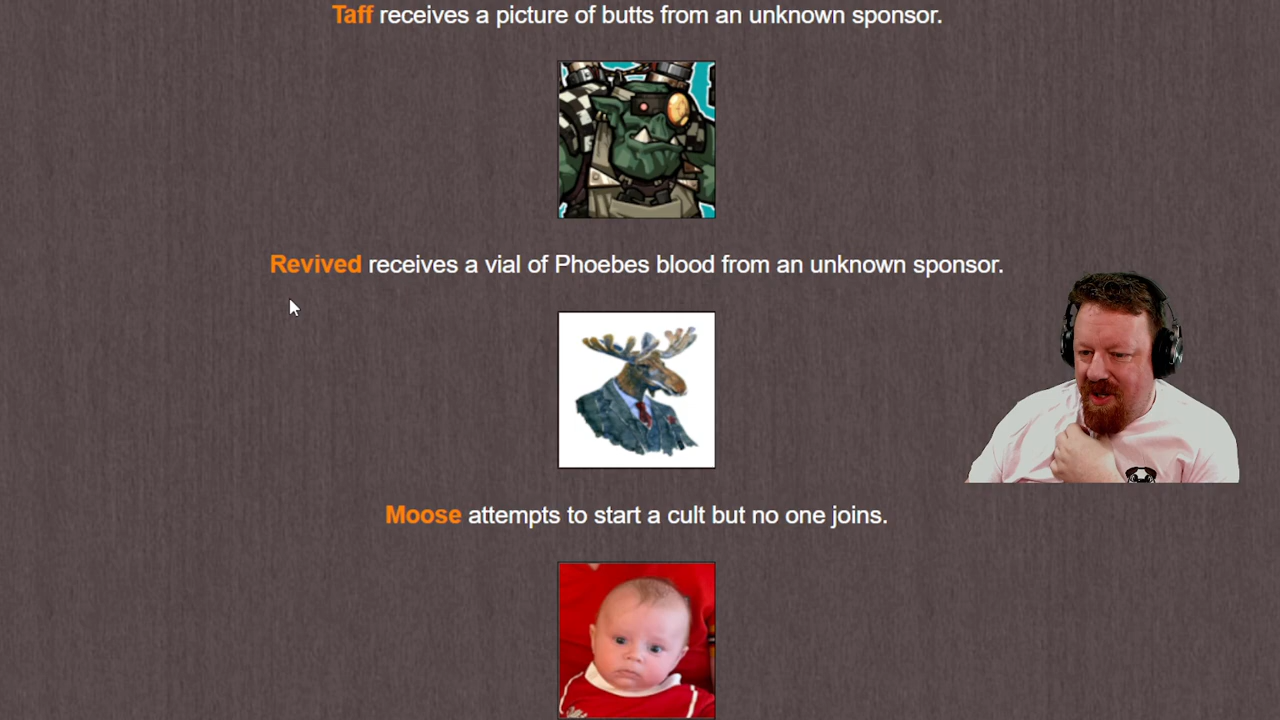 Taff receives a picture of butts from an unknown sponsor.
Revived receives a vial of Phoebes blood from an unknown sponsor.
Moose attempts to start a cult but no one joins.